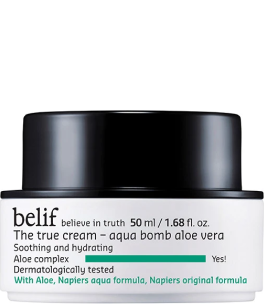 belif believe in truth 50 ml / 1.68 fl. oz.
The true cream – aqua bomb aloe vera
Soothing and hydrating
Aloe complex Yes!
Dermatologically tested
With Aloe, Napiers aqua formula, Napiers original formula